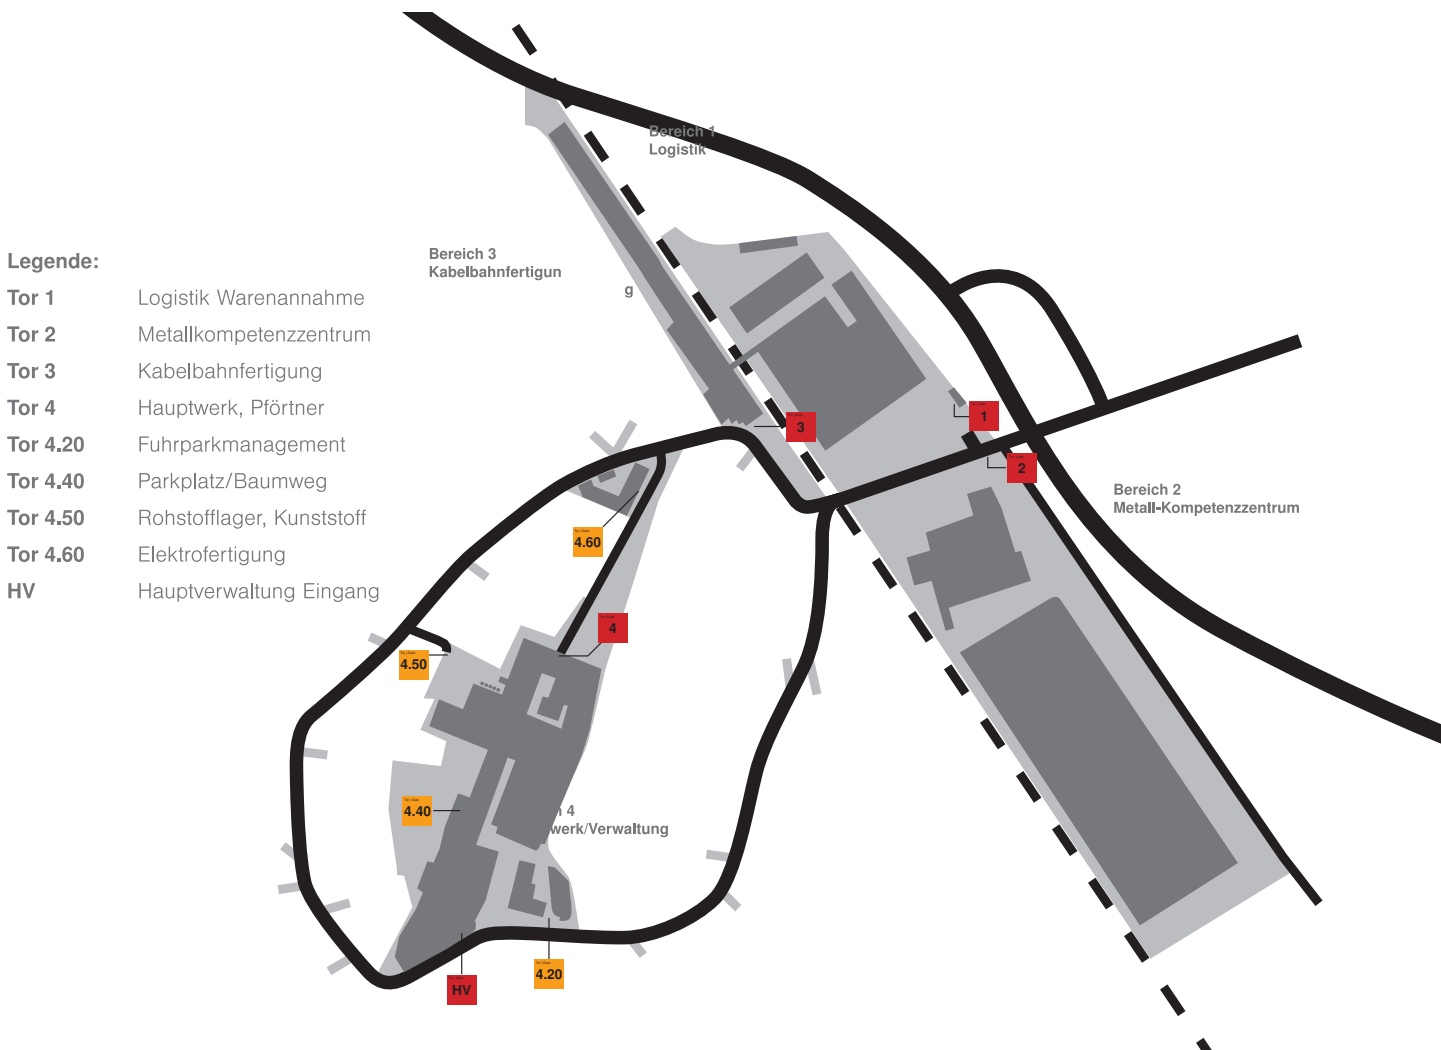 Bereich 1
Logistik
Bereich 3
Kabelbahnfertigun
g
Legende:
Tor 1 Logistik Warenannahme
Tor 2 Metallkompetenzzentrum
Tor 3 Kabelbahnfertigung
Tor 4 Hauptwerk, Pförtner
Tor 4.20 Fuhrparkmanagement
Tor 4.40 Parkplatz/Baumweg
Tor 4.50 Rohstofflager, Kunststoff
Tor 4.60 Elektrofertigung
HV Hauptverwaltung Eingang
1
3
2
Bereich 2
Metall-Kompetenzzentrum
4.60
4
4.50
4.40
4
werk/Verwaltung
4.20
HV